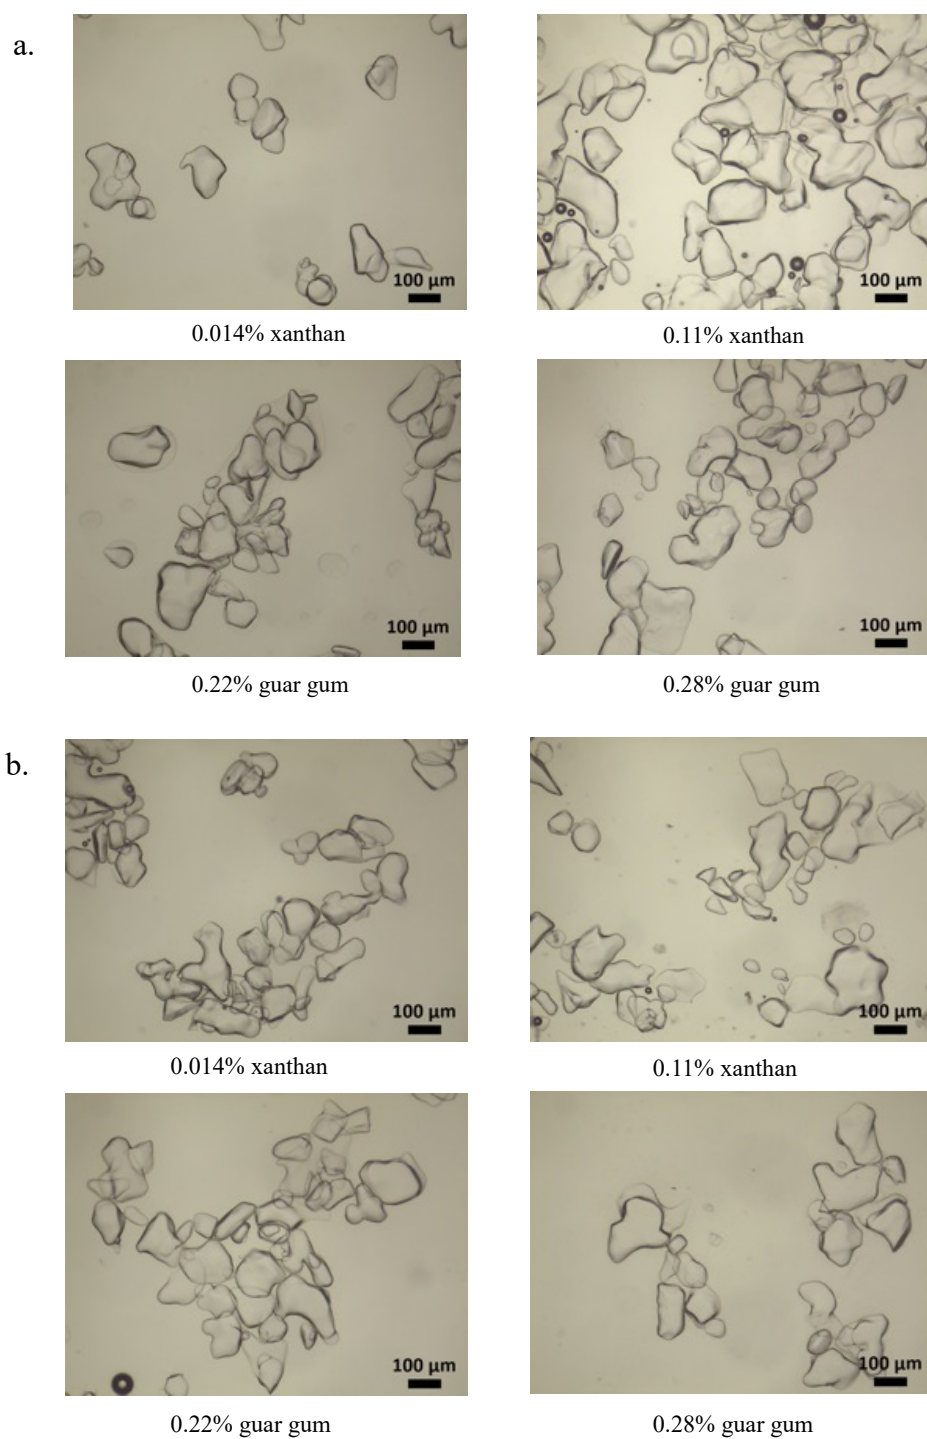 a.
100 µm
100 µm
0.014% xanthan
0.11% xanthan
100 µm
100 µm
0.22% guar gum
0.28% guar gum
b.
100 µm
100 µm
0.014% xanthan
0.11% xanthan
100 µm
100 µm
0.22% guar gum
0.28% guar gum